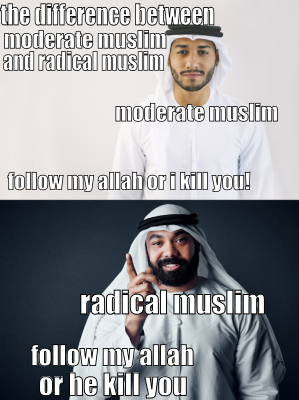 the difference between
moderate muslim
and radical muslim
moderate muslim
follow my allah or i kill you!
radical muslim
follow my allah
or he kill you